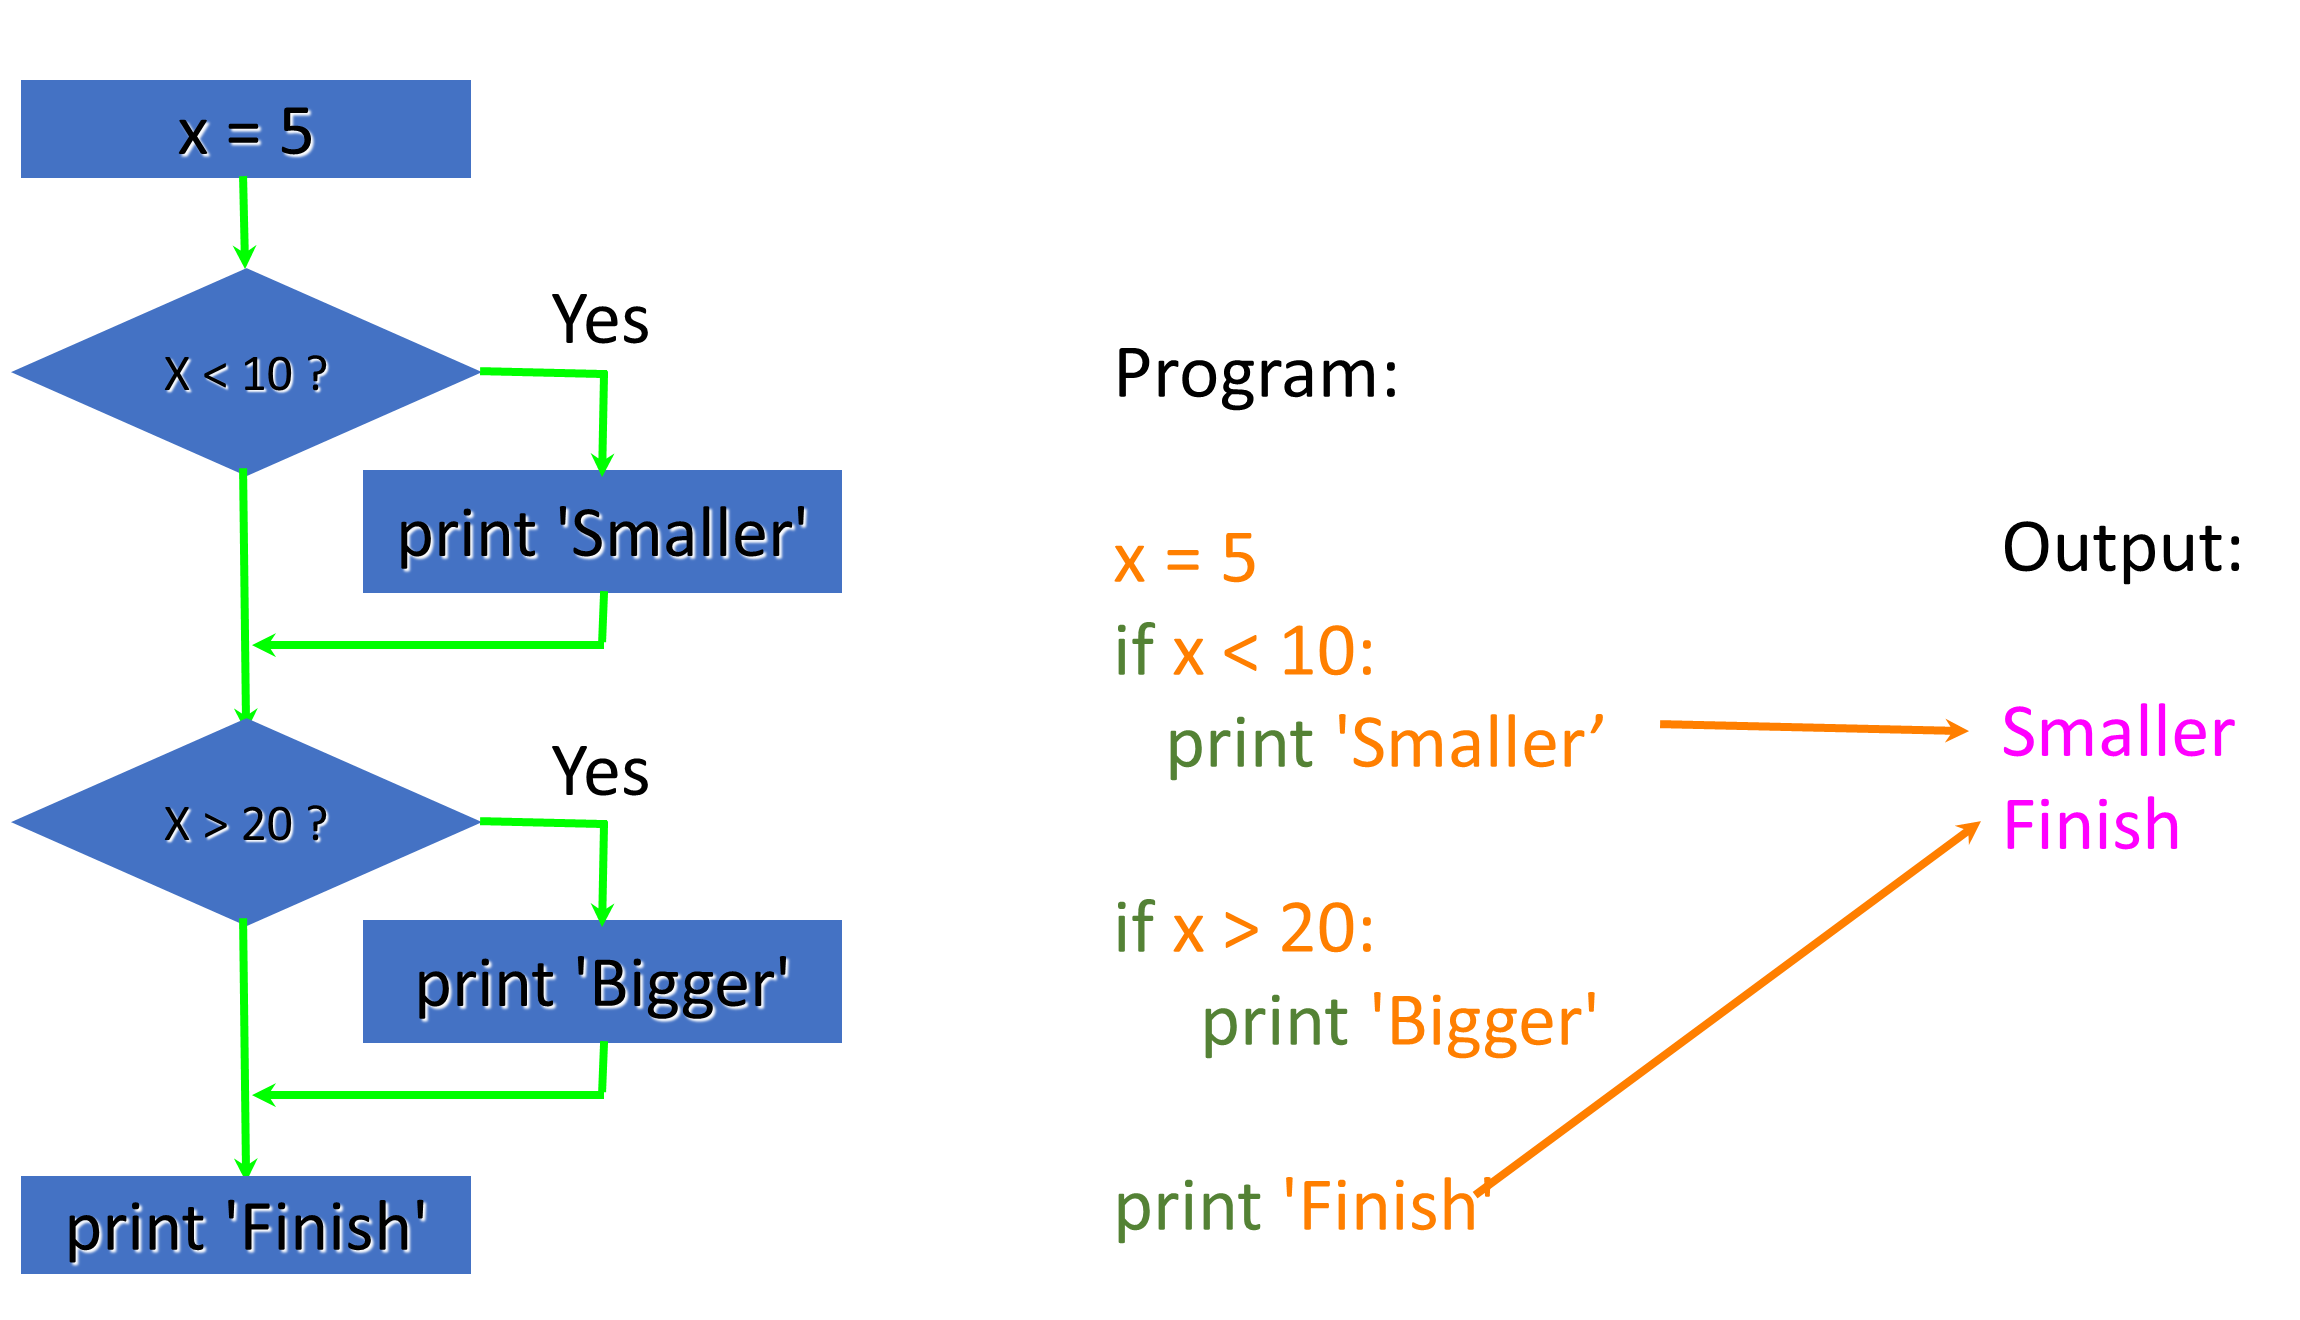 x = 5
X < 10 ?
Yes
print 'Smaller'
X > 20 ?
Yes
print 'Bigger'
print 'Finish'
Program:
x = 5
if x < 10:
print 'Smaller’
if x > 20:
print 'Bigger'
print 'Finish'
Output:
Smaller
Finish